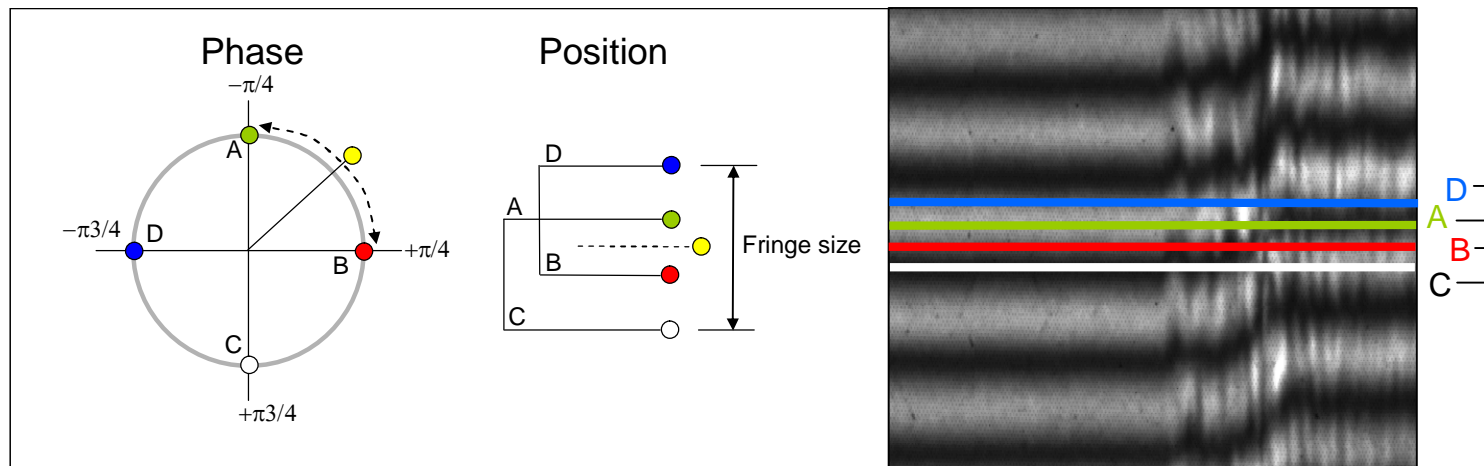 Phase
−π/4
A
−π3/4
D
B
+π/4
C
+π3/4
Position
D
A
B
C
Fringe size
D
A
B
C